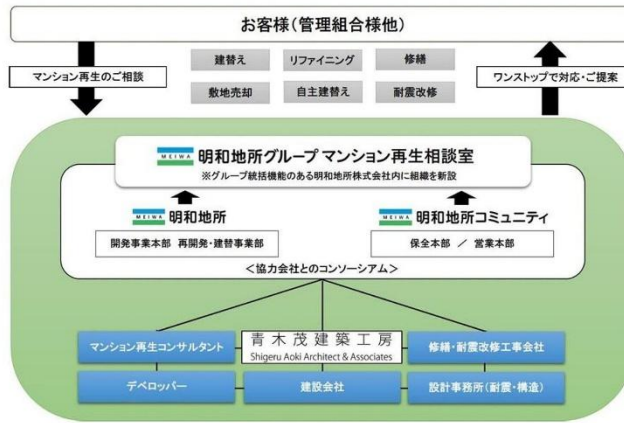 お客様(管理組合様他)
マンション再生のご相談
建替え
リファイニング
修繕
ワンストップで対応・ご提案
敷地売却
自主建替え
耐震改修
MEIWA 明和地所グループ マンション再生相談室
※グループ統括機能のある明和地所株式会社内に組織を新設
MEIWA 明和地所
MEIWA 明和地所コミュニティ
開発事業本部 再開発・建替事業部
保全本部 / 営業本部
<協力会社とのコンソーシアム>
マンション再生コンサルタント
青木茂建築工房
Shigeru Aoki Architect & Associates
修繕・耐震改修工事会社
デベロッパー
建設会社
設計事務所(耐震・構造)